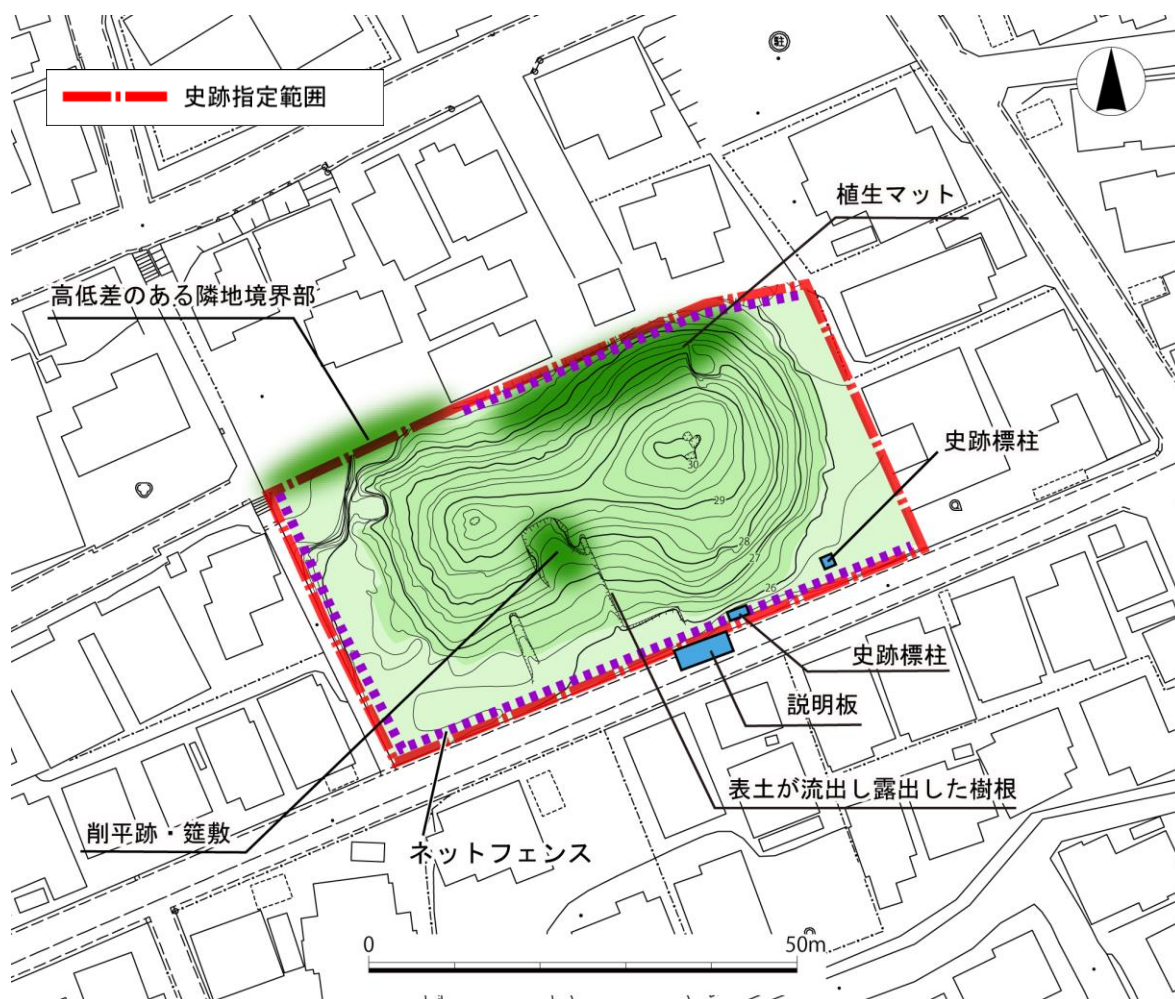 駐
史跡指定範囲
植生マット
高低差のある隣地境界部
史跡標柱
30
29
28
27
26
史跡標柱
説明板
表土が流出し露出した樹根
削平跡・筵敷
ネットフェンス
0
50m